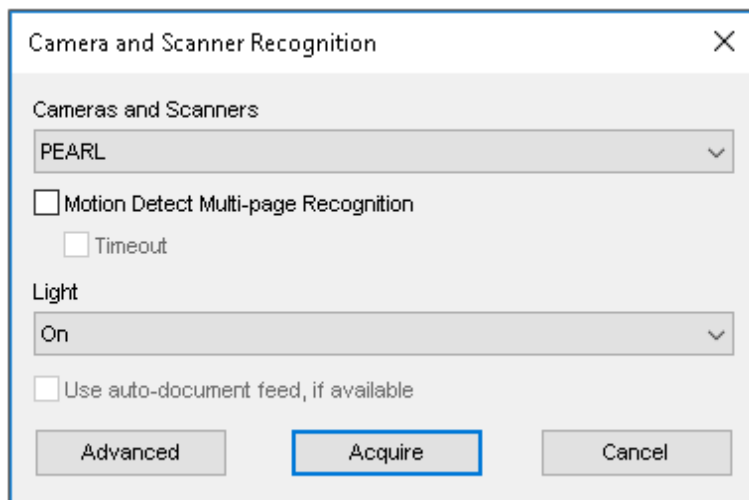 Camera and Scanner Recognition
Cameras and Scanners
PEARL
Motion Detect Multi-page Recognition
Timeout
Light
On
Use auto-document feed, if available
Advanced Acquire Cancel